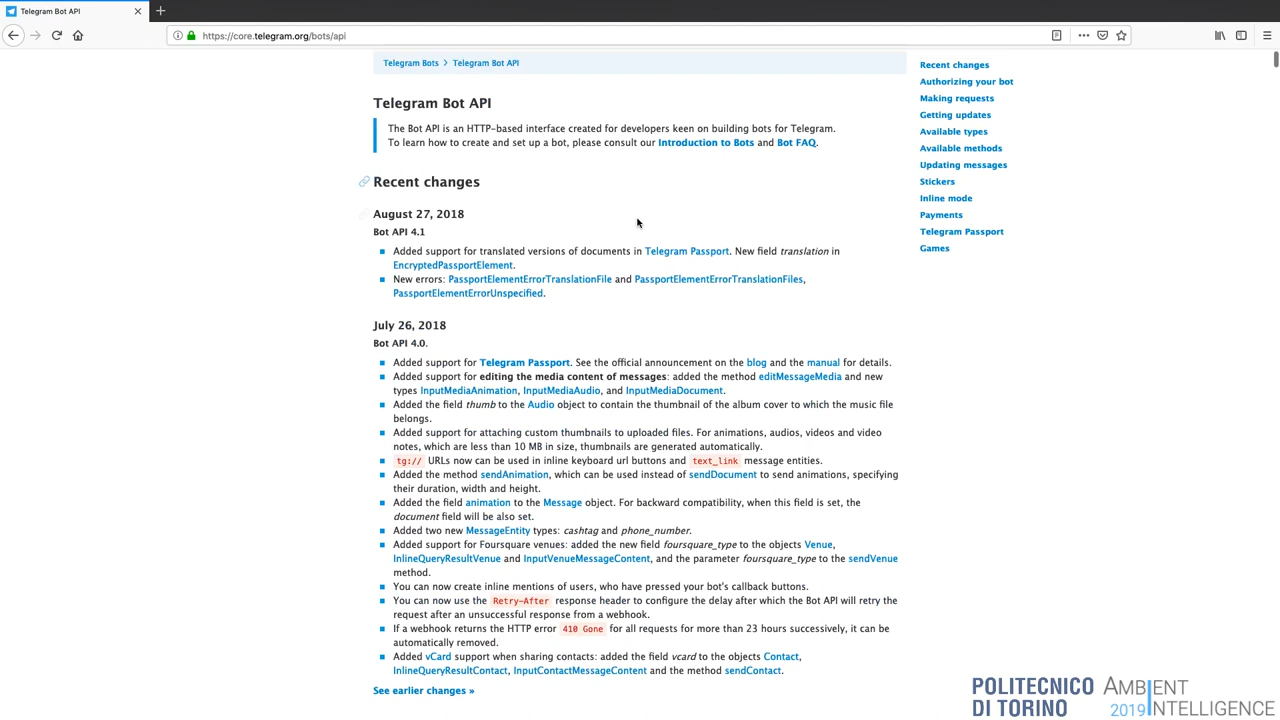 Telegram Bot API
https://core.telegram.org/bots/api
Telegram Bots > Telegram Bot API
Telegram Bot API
The Bot API is an HTTP-based interface created for developers keen on building bots for Telegram.
To learn how to create and set up a bot, please consult our Introduction to Bots and Bot FAQ.
Recent changes
August 27, 2018
Bot API 4.1
Added support for translated versions of documents in Telegram Passport. New field translation in
EncryptedPassportElement.
New errors: PassportElementErrorTranslationFile and PassportElementErrorTranslationFiles,
PassportElementErrorUnspecified.
July 26, 2018
Bot API 4.0.
Added support for Telegram Passport. See the official announcement on the blog and the manual for details.
Added support for editing the media content of messages: added the method editMessageMedia and new
types InputMediaAnimation, InputMediaAudio, and InputMediaDocument.
Added the field thumb to the Audio object to contain the thumbnail of the album cover to which the music file
belongs.
Added support for attaching custom thumbnails to uploaded files. For animations, audios, videos and video
notes, which are less than 10 MB in size, thumbnails are generated automatically.
tg:// URLs now can be used in inline keyboard url buttons and text_link message entities.
Added the method sendAnimation, which can be used instead of sendDocument to send animations, specifying
their duration, width and height.
Added the field animation to the Message object. For backward compatibility, when this field is set, the
document field will be also set.
Added two new MessageEntity types: cashtag and phone_number.
Added support for Foursquare venues: added the new field foursquare_type to the objects Venue,
InlineQueryResultVenue and InputVenueMessageContent, and the parameter foursquare_type to the sendVenue
method.
You can now create inline mentions of users, who have pressed your bot's callback buttons.
You can now use the Retry-After response header to configure the delay after which the Bot API will retry the
request after an unsuccessful response from a webhook.
If a webhook returns the HTTP error 410 Gone for all requests for more than 23 hours successively, it can be
automatically removed.
Added vCard support when sharing contacts: added the field vcard to the objects Contact,
InlineQueryResultContact, InputContactMessageContent and the method sendContact.
See earlier changes »
Recent changes
Authorizing your bot
Making requests
Getting updates
Available types
Available methods
Updating messages
Stickers
Inline mode
Payments
Telegram Passport
Games
POLITECNICO
DI TORINO
AMBIENT
2019 INTELLIGENCE